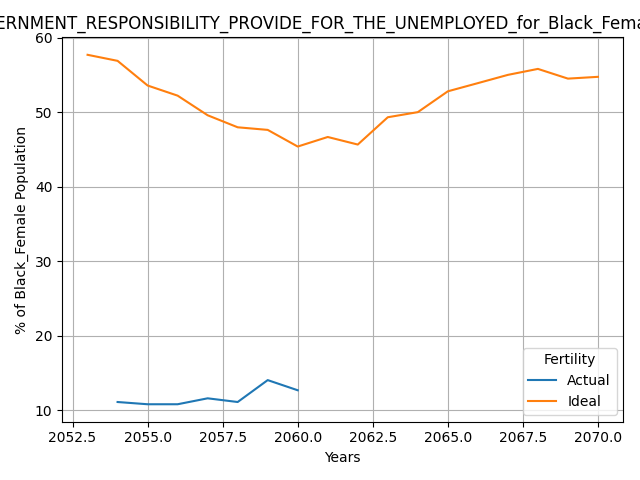 ERNMENT_RESPONSIBILITY_PROVIDE_FOR_THE_UNEMPLOYED_for_Black_Fema
60
50
40
30
20
10
% of Black_Female Population
2052.5 2055.0 2057.5 2060.0 2062.5 2065.0 2067.5 2070.0
Years
Fertility
Actual
Ideal